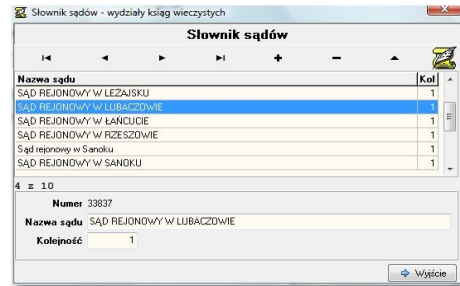 Słownik sądów - wydziały ksiąg wieczystych
Słownik sądów
Nazwa sądu Kol
SĄD REJONOWY W LEŻAJSKU 1
SĄD REJONOWY W LUBACZOWIE 1
SĄD REJONOWY W ŁAŃCUCIE 1
SĄD REJONOWY W RZESZOWIE 1
Sąd rejonowy w Sanoku 1
SĄD REJONOWY W SANOKU 1
4 z 10
Numer 33837
Nazwa sądu SĄD REJONOWY W LUBACZOWIE
Kolejność 1
Wyjście